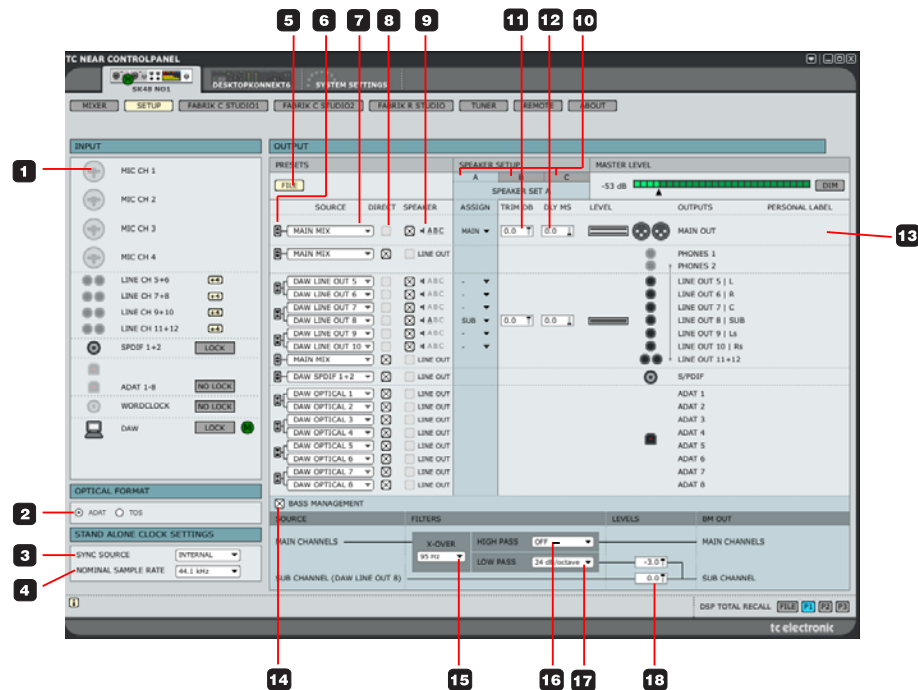 5 6 7 8 9 11 12 10
TC NEAR CONTROLPANEL
SK48 NO1 DESKTOPKONNEKT6 SYSTEM SETTINGS
MIXER SETUP FABRIK C STUDIO1 FABRIK C STUDIO2 FABRIK R STUDIO TUNER REMOTE ABOUT
INPUT
1 MIC CH 1
MIC CH 2
MIC CH 3
MIC CH 4
LINE CH 5+6 +4
LINE CH 7+8 +4
LINE CH 9+10 +4
LINE CH 11+12 +4
SPDIF 1+2 LOCK
ADAT 1-8 NO LOCK
WORDCLOCK NO LOCK
DAW LOCK M
OPTICAL FORMAT
2 ADAT TOS
STAND ALONE CLOCK SETTINGS
3 SYNC SOURCE INTERNAL
4 NOMINAL SAMPLE RATE 44.1 kHz
OUTPUT
PRESETS SPEAKER SETUP MASTER LEVEL
FILE A B C -53 dB DIM
SPEAKER SET A
SOURCE DIRECT SPEAKER ASSIGN TRIM DB DLY MS LEVEL OUTPUTS PERSONAL LABEL
MAIN MIX ABC MAIN 0.0 0.0 MAIN OUT 13
MAIN MIX LINE OUT PHONES 1
PHONES 2
DAW LINE OUT 5 ABC - LINE OUT 5 | L
DAW LINE OUT 6 ABC - LINE OUT 6 | R
DAW LINE OUT 7 ABC - LINE OUT 7 | C
DAW LINE OUT 8 ABC SUB 0.0 0.0 LINE OUT 8 | SUB
DAW LINE OUT 9 ABC - LINE OUT 9 | Ls
DAW LINE OUT 10 ABC - LINE OUT 10 | Rs
MAIN MIX LINE OUT LINE OUT 11+12
DAW SPDIF 1+2 LINE OUT S/PDIF
DAW OPTICAL 1 LINE OUT ADAT 1
DAW OPTICAL 2 LINE OUT ADAT 2
DAW OPTICAL 3 LINE OUT ADAT 3
DAW OPTICAL 4 LINE OUT ADAT 4
DAW OPTICAL 5 LINE OUT ADAT 5
DAW OPTICAL 6 LINE OUT ADAT 6
DAW OPTICAL 7 LINE OUT ADAT 7
DAW OPTICAL 8 LINE OUT ADAT 8
BASS MANAGEMENT
SOURCE FILTERS LEVELS BM OUT
MAIN CHANNELS X-OVER HIGH PASS OFF MAIN CHANNELS
95 Hz LOW PASS 24 dB/octave -3.0
SUB CHANNEL (DAW LINE OUT 8) 0.0 SUB CHANNEL
i DSP TOTAL RECALL FILE P1 P2 P3
tc electronic
14 15 16 17 18